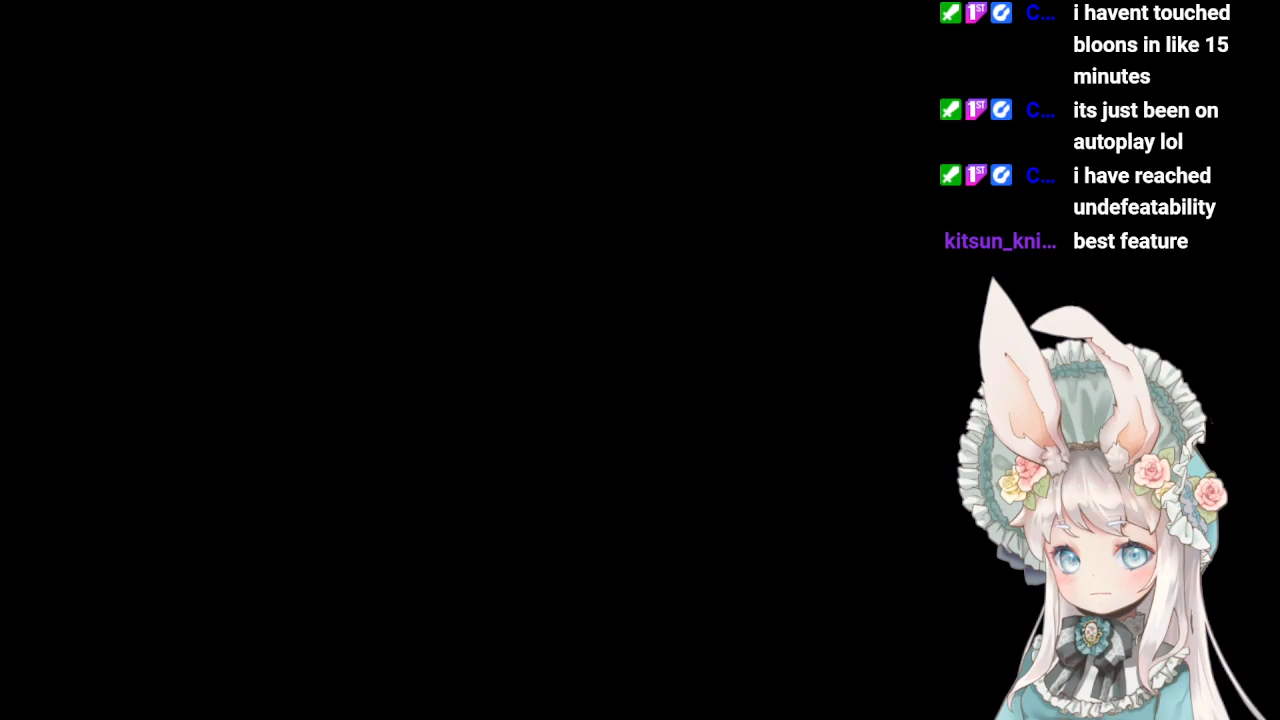 C... i havent touched
bloons in like 15
minutes
C... its just been on
autoplay lol
C... i have reached
undefeatability
kitsun_kni... best feature